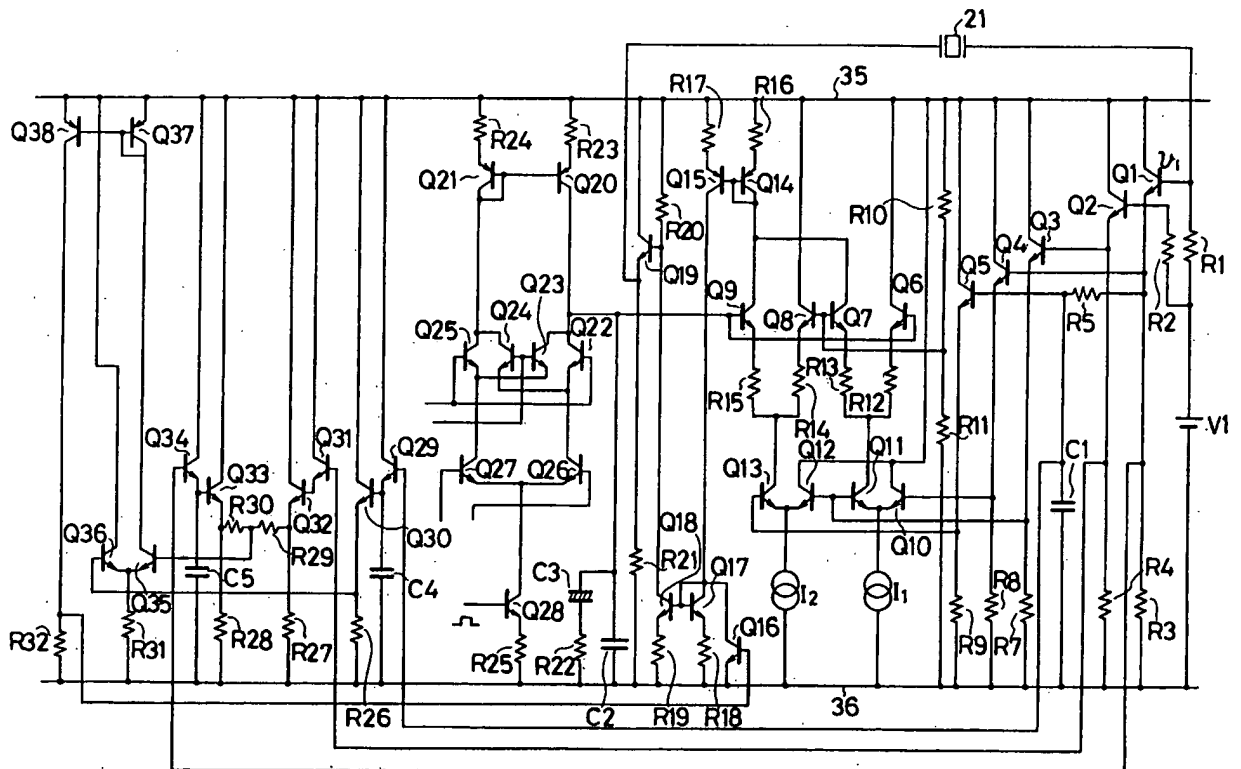 21
R17
R16
35
Q38
Q37
R24
R23
Q1
υ1
Q21
Q20
Q15
Q14
Q2
R10
Q3
R20
Q4
R1
Q19
Q5
Q23
Q9
Q6
Q24
Q8
Q7
R5
R2
Q25
Q22
R13
R15
R12
R11
V1
Q34
Q31
Q29
R14
Q12
Q11
C1
Q33
Q27
Q26
Q13
R30
Q32
Q18
Q36
R29
Q30
Q10
R21
Q17
C5
C4
C3
I2
I1
R8
R4
Q35
Q28
Q16
R32
R31
R28
R27
R25
R22
R9
R7
R3
R26
C2
R19
R18
36